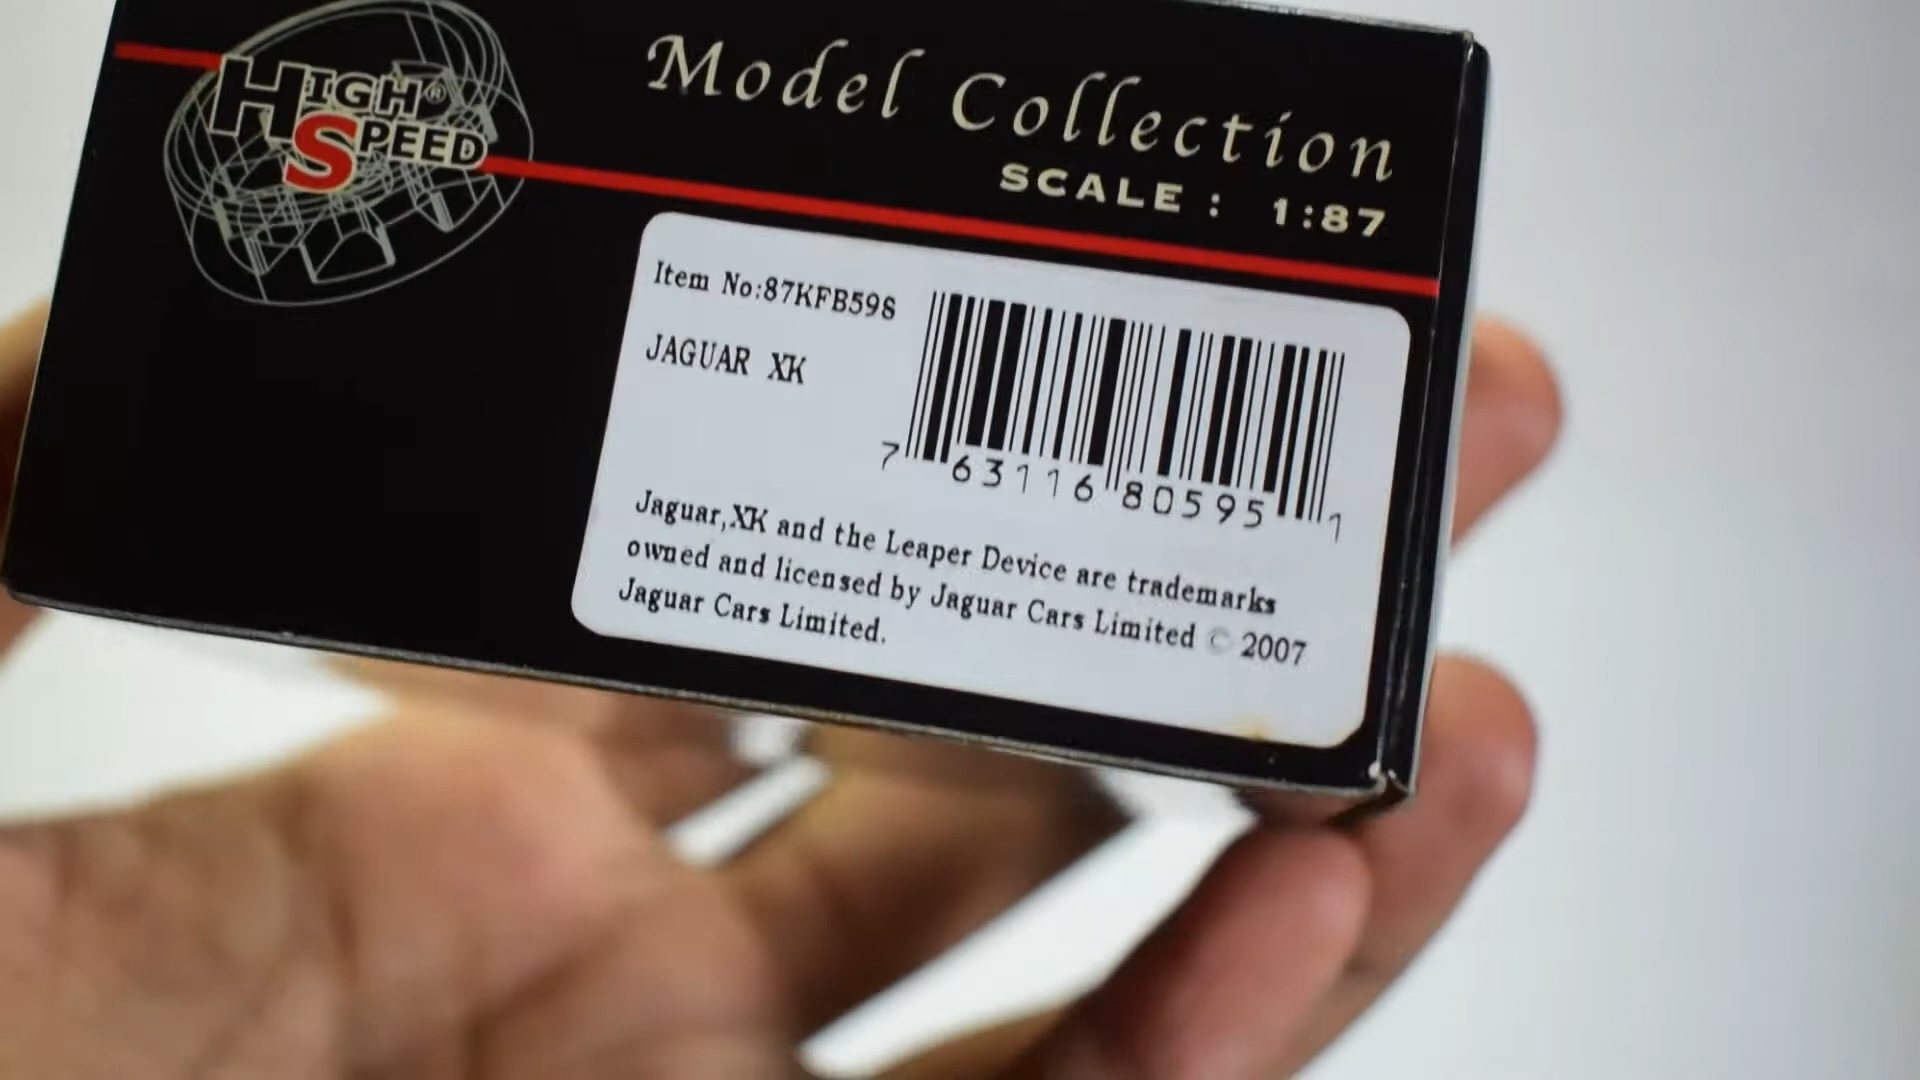 HIGH®
SPEED
Model Collection
SCALE : 1:87
Item No:87KFB59S
JAGUAR XK
7 63116 80595 1
Jaguar,XK and the Leaper Device are trademarks
owned and licensed by Jaguar Cars Limited © 2007
Jaguar Cars Limited.